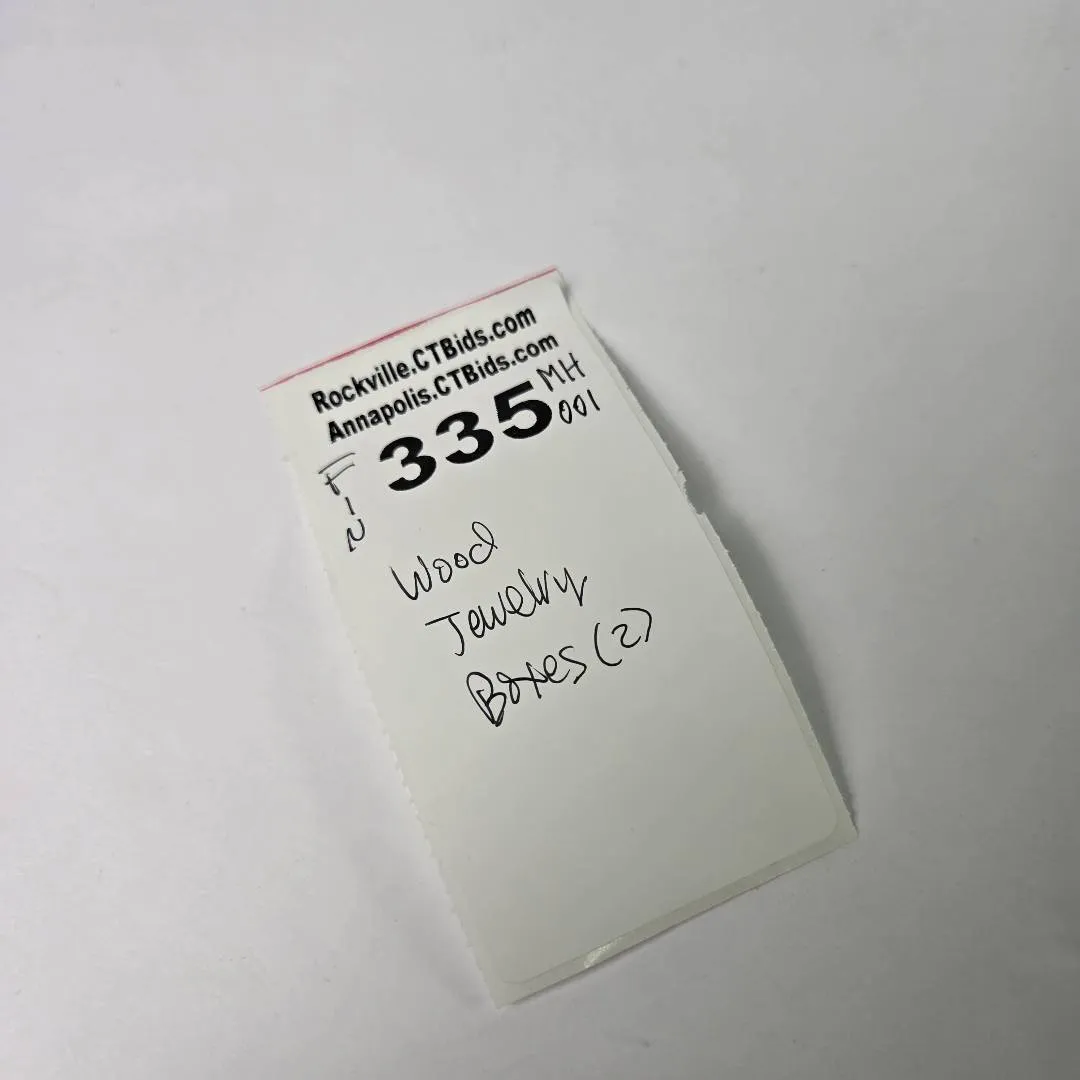 Rockville.CTBids.com
Annapolis.CTBids.com
335 MH
001
FIN
Wood
Jewelry
Boxes (2)